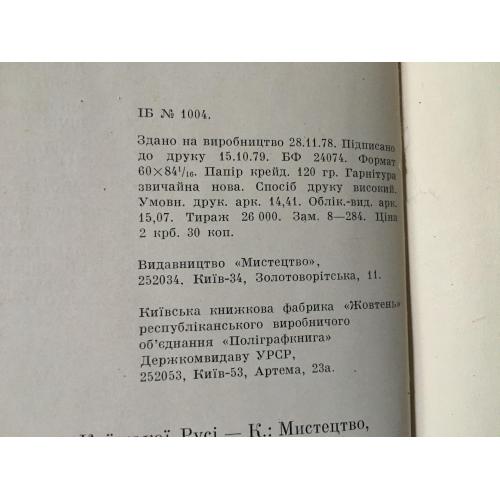 ІБ № 1004.
Здано на виробництво 28.11.78. Підписано
до друку 15.10.79. БФ 24074. Формат
60×84¹/₁₆. Папір крейд. 120 гр. Гарнітура
звичайна нова. Спосіб друку високий.
Умовн. друк. арк. 14,41. Облік.-вид. арк.
15,07. Тираж 26 000. Зам. 8—284. Ціна
2 крб. 30 коп.
Видавництво «Мистецтво»,
252034. Київ-34, Золотоворітська, 11.
Київська книжкова фабрика «Жовтень»
республіканського виробничого
об'єднання «Поліграфкнига»
Держкомвидаву УРСР,
252053, Київ-53, Артема, 23а.
Русі — К.: Мистецтво,